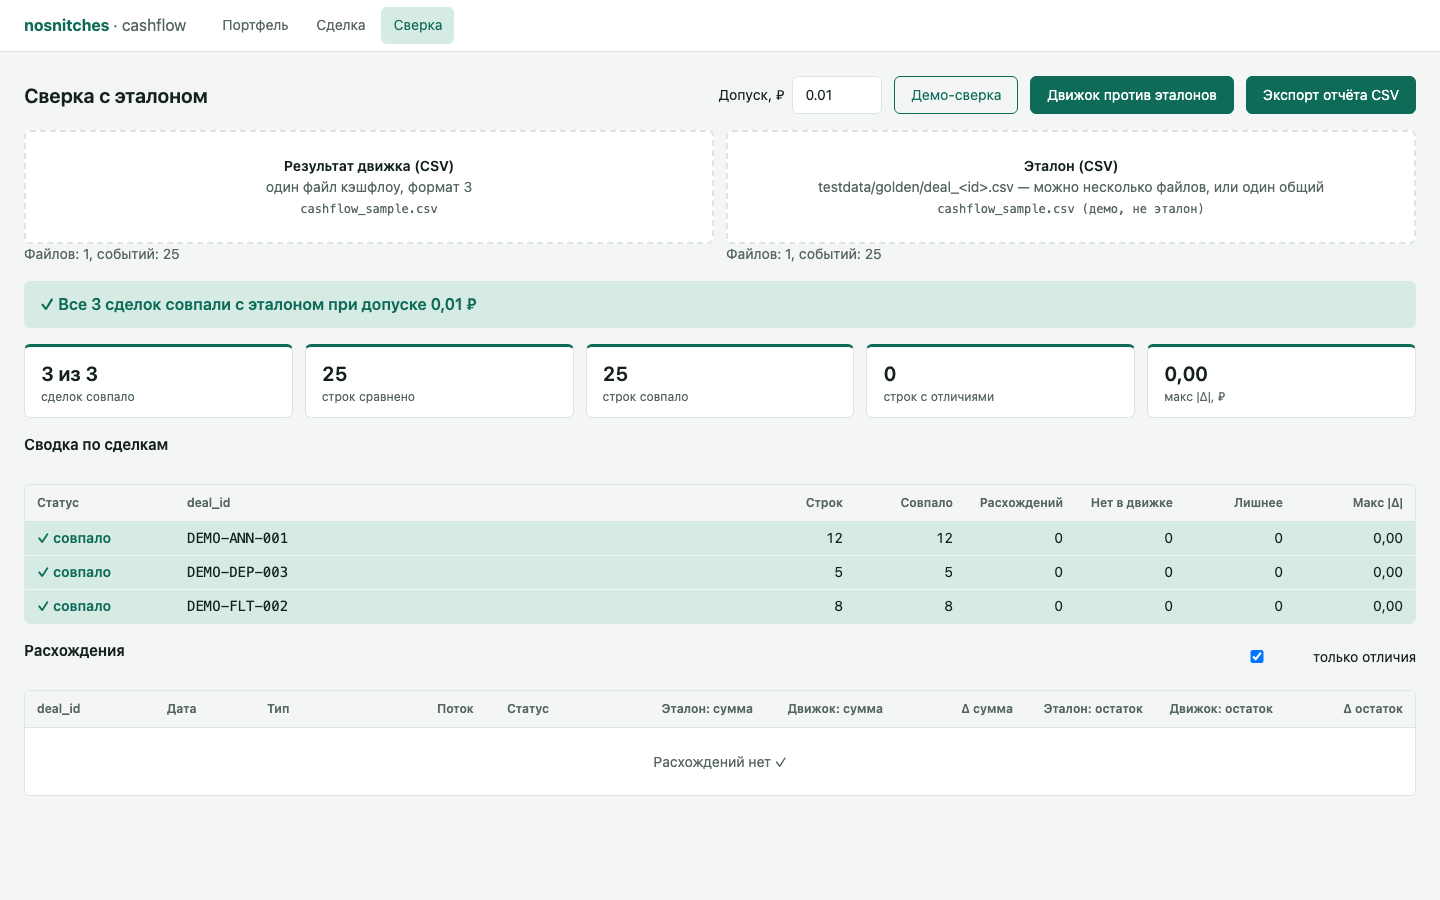 nosnitches · cashflow Портфель Сделка Сверка
Сверка с эталоном Допуск, ₽ 0.01 Демо-сверка Движок против эталонов Экспорт отчёта CSV
Результат движка (CSV)
один файл кэшфлоу, формат 3
cashflow_sample.csv
Файлов: 1, событий: 25
Эталон (CSV)
testdata/golden/deal_<id>.csv — можно несколько файлов, или один общий
cashflow_sample.csv (демо, не эталон)
Файлов: 1, событий: 25
✓ Все 3 сделок совпали с эталоном при допуске 0,01 ₽
3 из 3
сделок совпало
25
строк сравнено
25
строк совпало
0
строк с отличиями
0,00
макс |Δ|, ₽
Сводка по сделкам
Статус deal_id Строк Совпало Расхождений Нет в движке Лишнее Макс |Δ|
✓ совпало DEMO-ANN-001 12 12 0 0 0 0,00
✓ совпало DEMO-DEP-003 5 5 0 0 0 0,00
✓ совпало DEMO-FLT-002 8 8 0 0 0 0,00
Расхождения только отличия
deal_id Дата Тип Поток Статус Эталон: сумма Движок: сумма Δ сумма Эталон: остаток Движок: остаток Δ остаток
Расхождений нет ✓